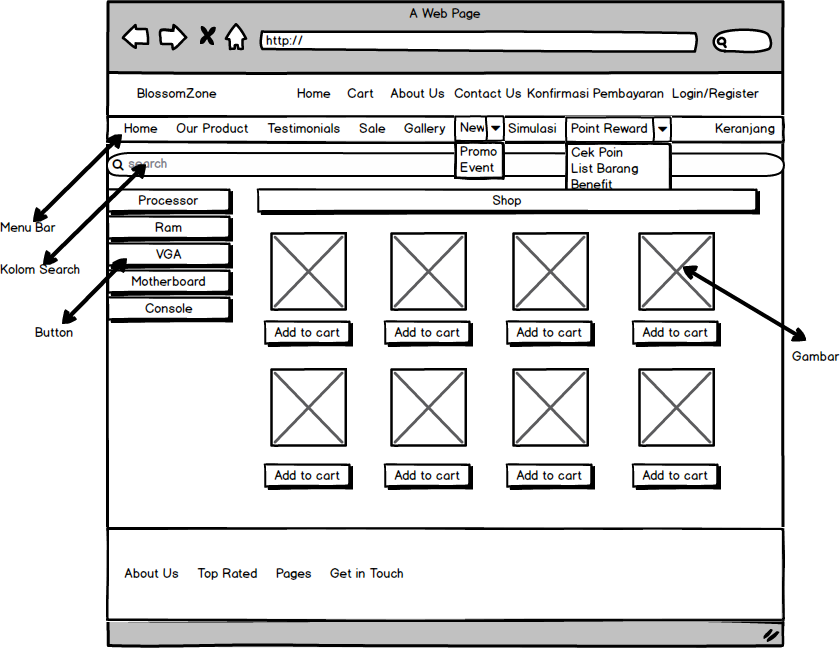 A Web Page
http://
BlossomZone Home Cart About Us Contact Us Konfirmasi Pembayaran Login/Register
Home Our Product Testimonials Sale Gallery New Simulasi Point Reward Keranjang
Promo
Event
Cek Poin
List Barang
Benefit
search
Processor
Ram
VGA
Motherboard
Console
Shop
Menu Bar
Kolom Search
Button
Gambar
Add to cart Add to cart Add to cart Add to cart
Add to cart Add to cart Add to cart Add to cart
About Us Top Rated Pages Get in Touch